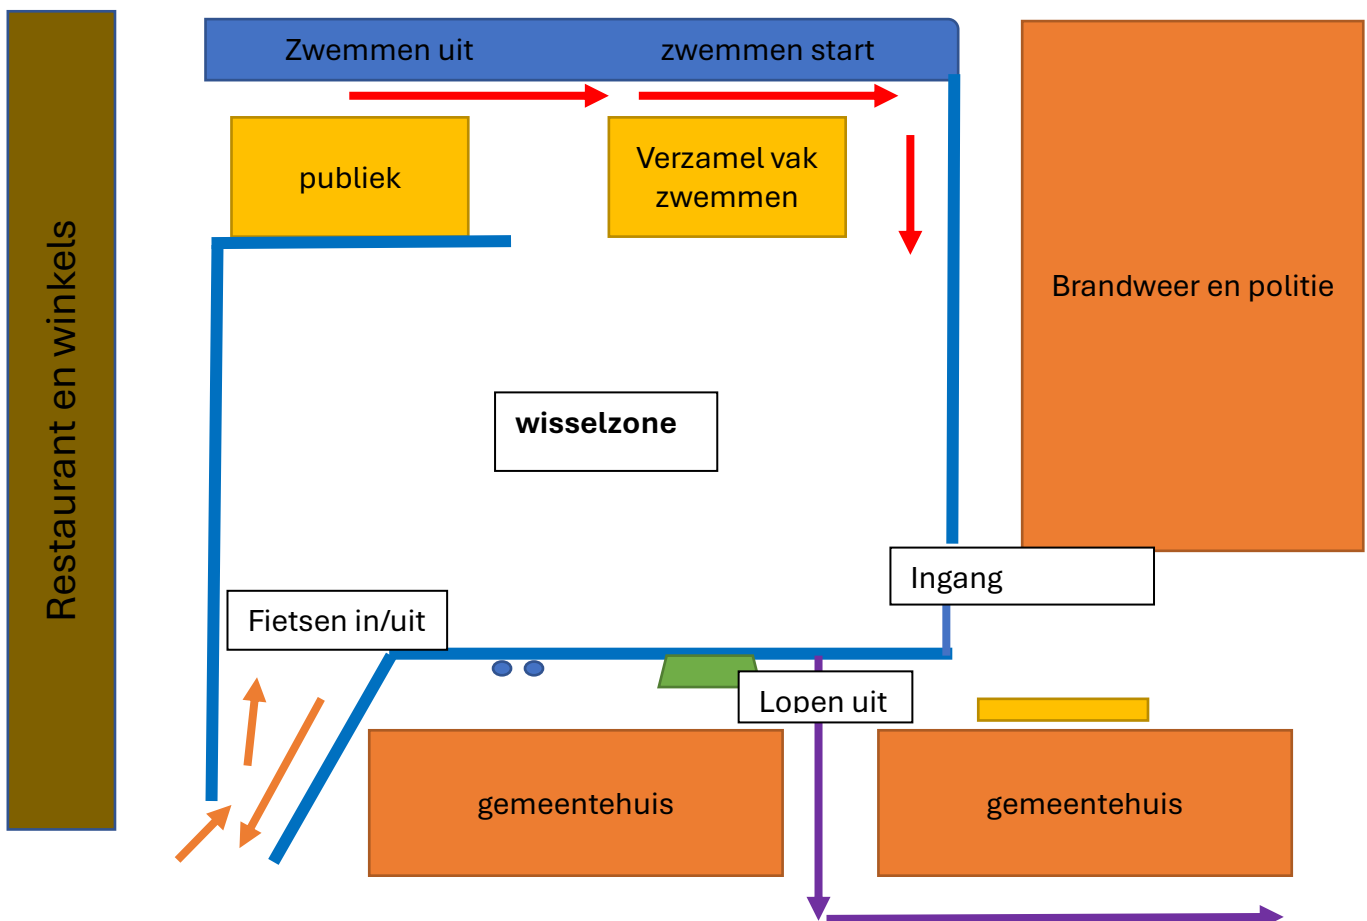 Zwemmen uit
zwemmen start
publiek
Verzamel vak
zwemmen
Restaurant en winkels
Brandweer en politie
wisselzone
Ingang
Fietsen in/uit
Lopen uit
gemeentehuis
gemeentehuis